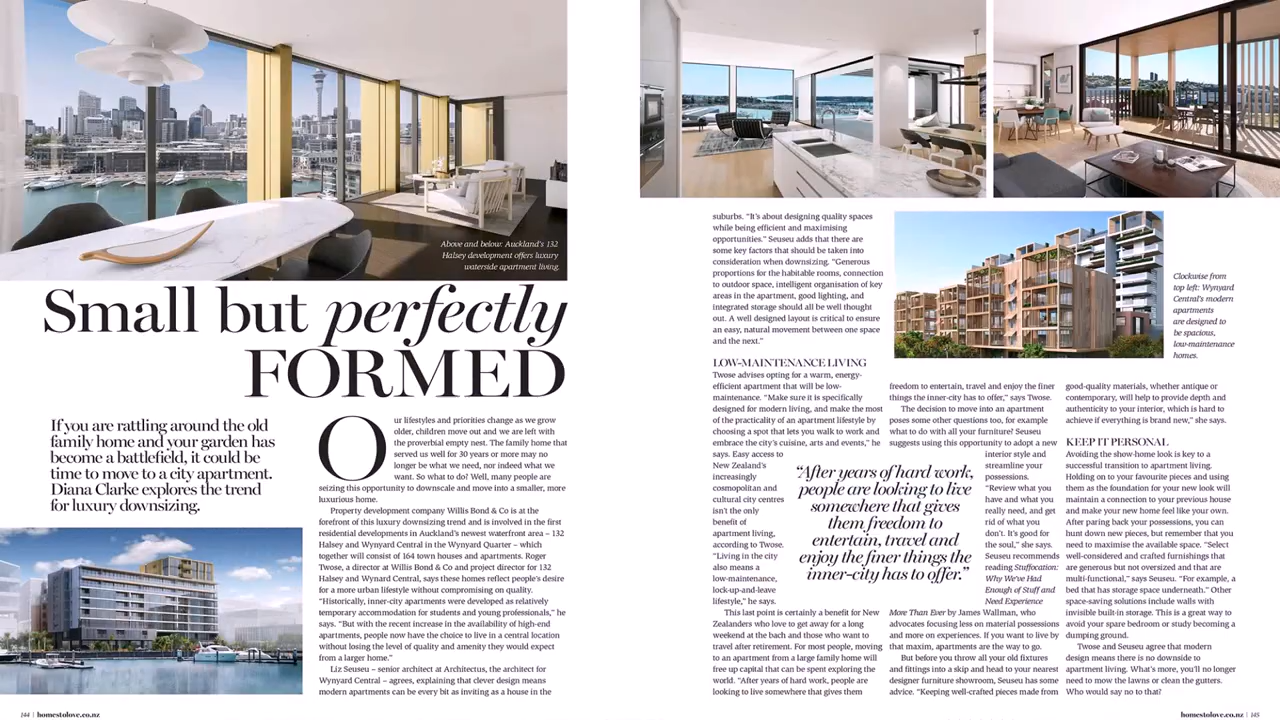 Above and below: Auckland's 132
Halsey development offers luxury
waterside apartment living.
Small but perfectly
FORMED
If you are rattling around the old
family home and your garden has
become a battlefield, it could be
time to move to a city apartment.
Diana Clarke explores the trend
for luxury downsizing.
Our lifestyles and priorities change as we grow
older, children move out and we are left with
the proverbial empty nest. The family home that
served us well for 30 years or more may no
longer be what we need, nor indeed what we
want. So what to do? Well, many people are
seizing this opportunity to downscale and move into a smaller, more
luxurious home.
Property development company Willis Bond & Co is at the
forefront of this luxury downsizing trend and is involved in the first
residential developments in Auckland's newest waterfront area – 132
Halsey and Wynyard Central in the Wynyard Quarter – which
together will consist of 164 town houses and apartments. Roger
Twose, a director at Willis Bond & Co and project director for 132
Halsey and Wynard Central, says these homes reflect people's desire
for a more urban lifestyle without compromising on quality.
"Historically, inner-city apartments were developed as relatively
temporary accommodation for students and young professionals," he
says. "But with the recent increase in the availability of high-end
apartments, people now have the choice to live in a central location
without losing the level of quality and amenity they would expect
from a larger home."
Liz Seuseu – senior architect at Architectus, the architect for
Wynyard Central – agrees, explaining that clever design means
modern apartments can be every bit as inviting as a house in the
144 | homestolove.co.nz
suburbs. "It's about designing quality spaces
while being efficient and maximising
opportunities." Seuseu adds that there are
some key factors that should be taken into
consideration when downsizing. "Generous
proportions for the habitable rooms, connection
to outdoor space, intelligent organisation of key
areas in the apartment, good lighting, and
integrated storage should all be well thought
out. A well designed layout is critical to ensure
an easy, natural movement between one space
and the next."
LOW-MAINTENANCE LIVING
Twose advises opting for a warm, energy-
efficient apartment that will be low-
maintenance. "Make sure it is specifically
designed for modern living, and make the most
of the practicality of an apartment lifestyle by
choosing a spot that lets you walk to work and
embrace the city's cuisine, arts and events," he
says. Easy access to
New Zealand's
increasingly
cosmopolitan and
cultural city centres
isn't the only
benefit of
apartment living,
according to Twose.
"Living in the city
also means a
low-maintenance,
lock-up-and-leave
lifestyle," he says.
This last point is certainly a benefit for New
Zealanders who love to get away for a long
weekend at the bach and those who want to
travel after retirement. For most people, moving
to an apartment from a large family home will
free up capital that can be spent exploring the
world. "After years of hard work, people are
looking to live somewhere that gives them
"After years of hard work,
people are looking to live
somewhere that gives
them freedom to
entertain, travel and
enjoy the finer things the
inner-city has to offer."
freedom to entertain, travel and enjoy the finer
things the inner-city has to offer," says Twose.
The decision to move into an apartment
poses some other questions too, for example
what to do with all your furniture? Seuseu
suggests using this opportunity to adopt a new
interior style and
streamline your
possessions.
"Review what you
have and what you
really need, and get
rid of what you
don't. It's good for
the soul," she says.
Seuseu recommends
reading Stuffocation:
Why We've Had
Enough of Stuff and
Need Experience
More Than Ever by James Wallman, who
advocates focusing less on material possessions
and more on experiences. If you want to live by
that maxim, apartments are the way to go.
But before you throw all your old fixtures
and fittings into a skip and head to your nearest
designer furniture showroom, Seuseu has some
advice. "Keeping well-crafted pieces made from
Clockwise from
top left: Wynyard
Central's modern
apartments
are designed to
be spacious,
low-maintenance
homes.
good-quality materials, whether antique or
contemporary, will help to provide depth and
authenticity to your interior, which is hard to
achieve if everything is brand new," she says.
KEEP IT PERSONAL
Avoiding the show-home look is key to a
successful transition to apartment living.
Holding on to your favourite pieces and using
them as the foundation for your new look will
maintain a connection to your previous house
and make your new home feel like your own.
After paring back your possessions, you can
hunt down new pieces, but remember that you
need to maximise the available space. "Select
well-considered and crafted furnishings that
are generous but not oversized and that are
multi-functional," says Seuseu. "For example, a
bed that has storage space underneath." Other
space-saving solutions include walls with
invisible built-in storage. This is a great way to
avoid your spare bedroom or study becoming a
dumping ground.
Twose and Seuseu agree that modern
design means there is no downside to
apartment living. What's more, you'll no longer
need to mow the lawns or clean the gutters.
Who would say no to that?
homestolove.co.nz | 145